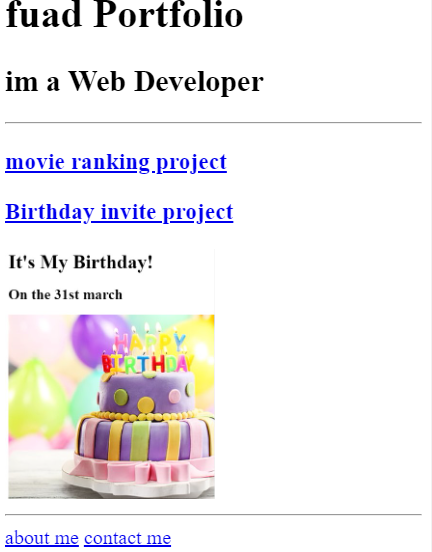 fuad Portfolio
im a Web Developer
movie ranking project
Birthday invite project
It's My Birthday!
On the 31st march
HAPPY
BIRTHDAY
about me contact me